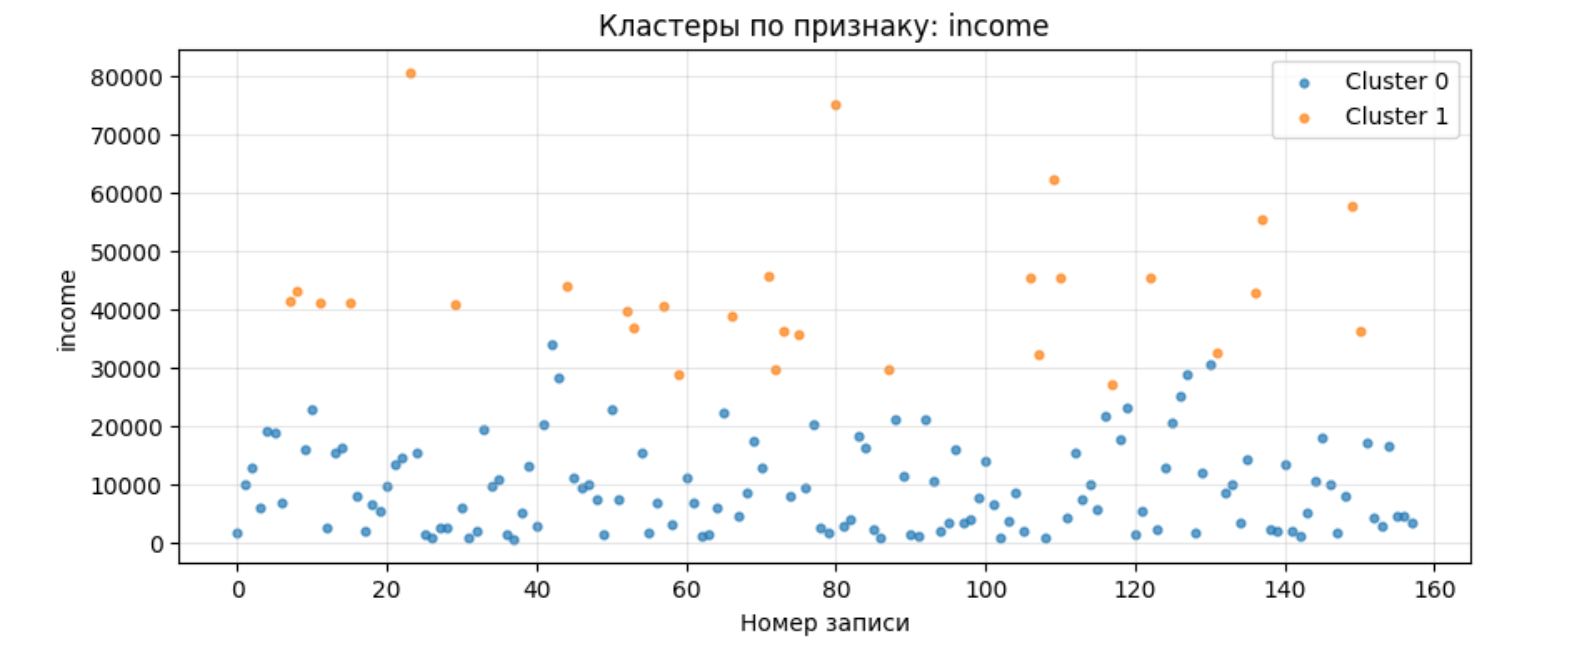 Кластеры по признаку: income
Cluster 0
Cluster 1
80000
70000
60000
50000
40000
30000
20000
10000
0
income
0 20 40 60 80 100 120 140 160
Номер записи